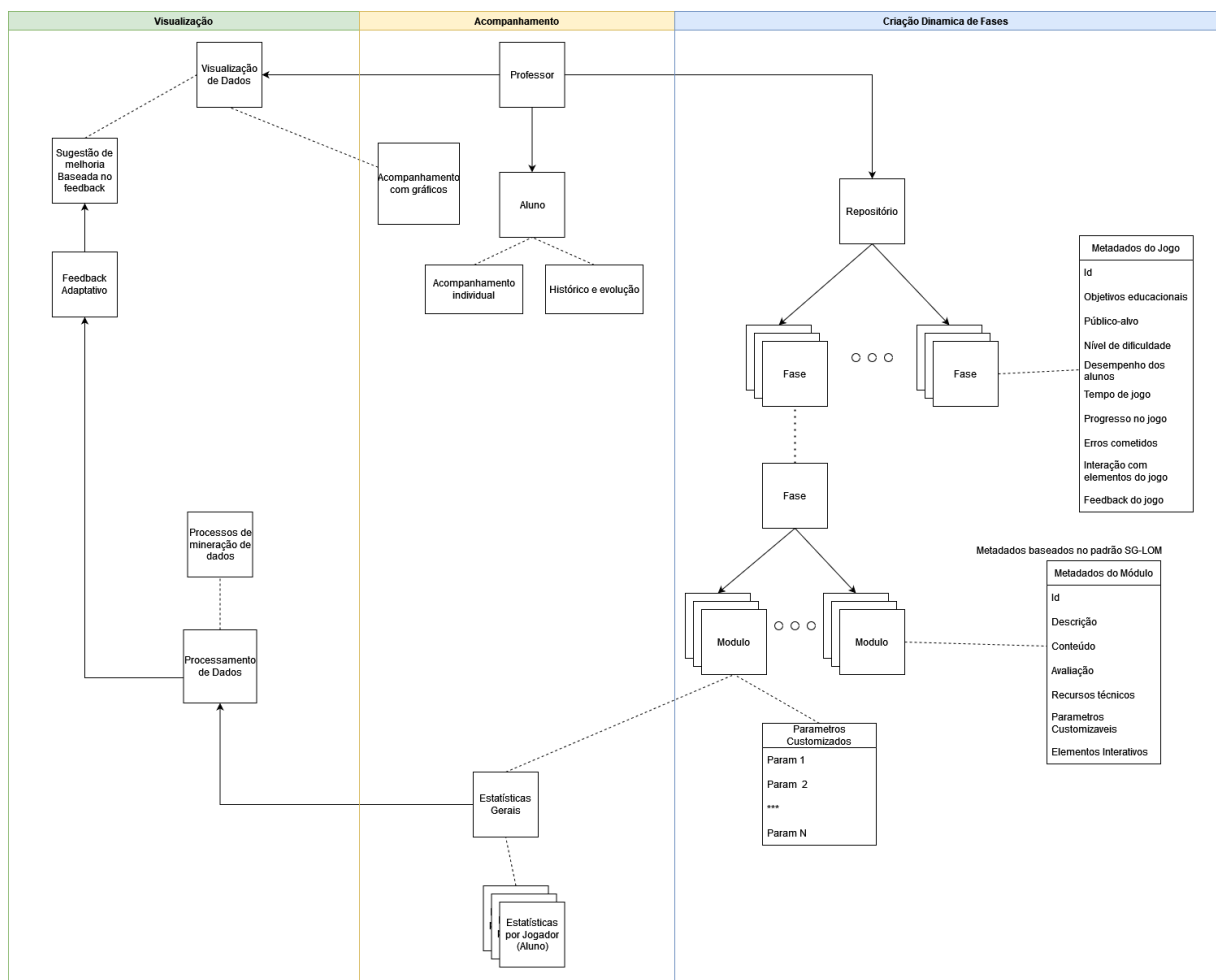 Visualização
Acompanhamento
Criação Dinamica de Fases
Visualização
de Dados
Professor
Sugestão de
melhoria
Baseada no
feedback
Acompanhamento
com gráficos
Aluno
Repositório
Feedback
Adaptativo
Acompanhamento
individual
Histórico e evolução
Metadados do Jogo
Id
Objetivos educacionais
Público-alvo
Nível de dificuldade
Desempenho dos
alunos
Tempo de jogo
Progresso no jogo
Erros cometidos
Interação com
elementos do jogo
Feedback do jogo
Fase
Fase
Fase
Processos de
mineração de
dados
Metadados baseados no padrão SG-LOM
Metadados do Módulo
Id
Descrição
Conteúdo
Avaliação
Recursos técnicos
Parametros
Customizaveis
Elementos Interativos
Modulo
Modulo
Processamento
de Dados
Parametros
Customizados
Param 1
Param 2
***
Param N
Estatísticas
Gerais
Estatísticas
por Jogador
(Aluno)